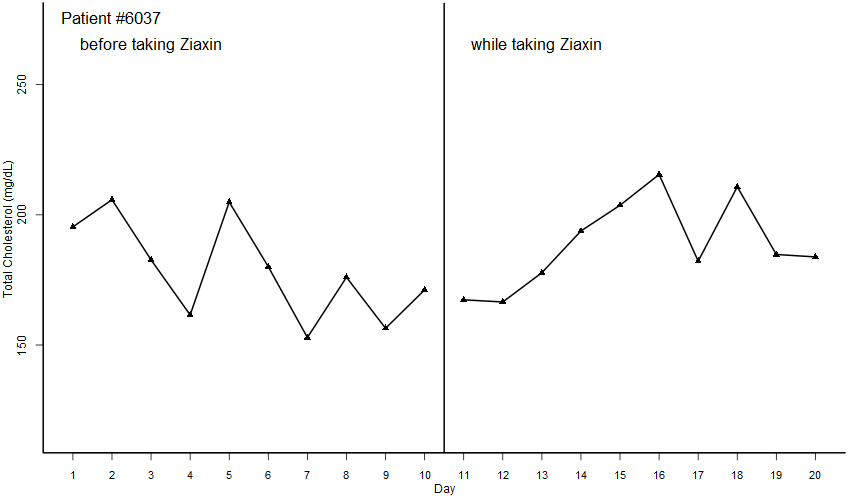 Patient #6037
before taking Ziaxin
while taking Ziaxin
Total Cholesterol (mg/dL)
250
200
150
1 2 3 4 5 6 7 8 9 10 11 12 13 14 15 16 17 18 19 20
Day